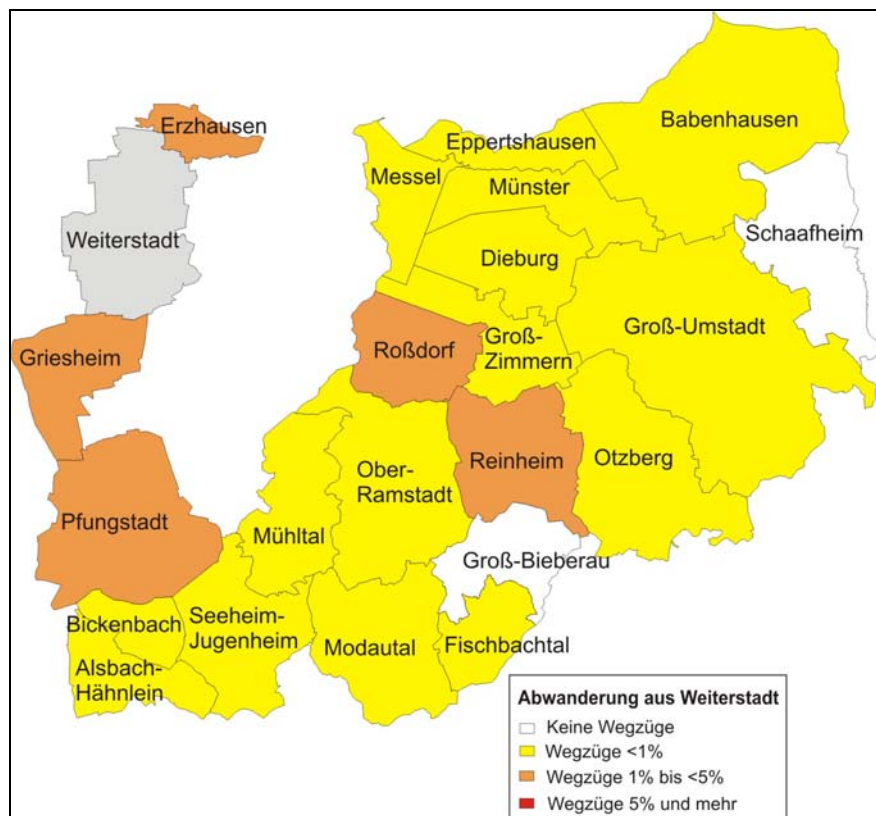 Erzhausen
Babenhausen
Eppertshausen
Messel
Münster
Weiterstadt
Schaafheim
Dieburg
Groß-Umstadt
Griesheim
Roßdorf
Groß-
Zimmern
Ober-
Ramstadt
Reinheim
Otzberg
Pfungstadt
Mühltal
Groß-Bieberau
Bickenbach
Seeheim-
Jugenheim
Modautal
Fischbachtal
Alsbach-
Hähnlein
Abwanderung aus Weiterstadt
Keine Wegzüge
Wegzüge <1%
Wegzüge 1% bis <5%
Wegzüge 5% und mehr